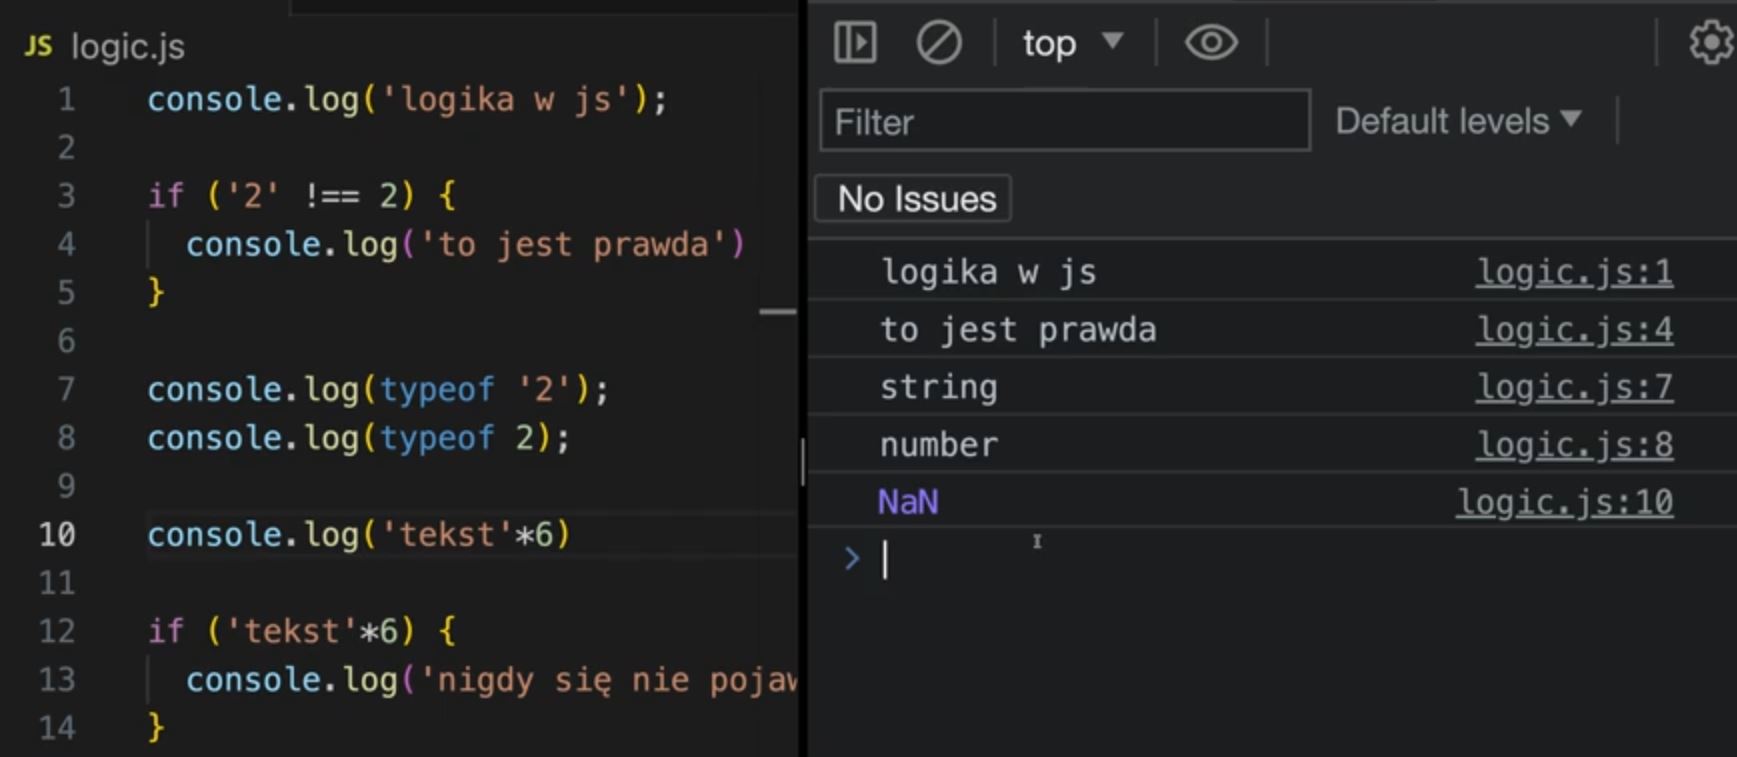 JS logic.js
1 console.log('logika w js');
2
3 if ('2' !== 2) {
4 console.log('to jest prawda')
5 }
6
7 console.log(typeof '2');
8 console.log(typeof 2);
9
10 console.log('tekst'*6)
11
12 if ('tekst'*6) {
13 console.log('nigdy się nie pojaw
14 }
top
Filter
Default levels
No Issues
logika w js logic.js:1
to jest prawda logic.js:4
string logic.js:7
number logic.js:8
NaN logic.js:10
>